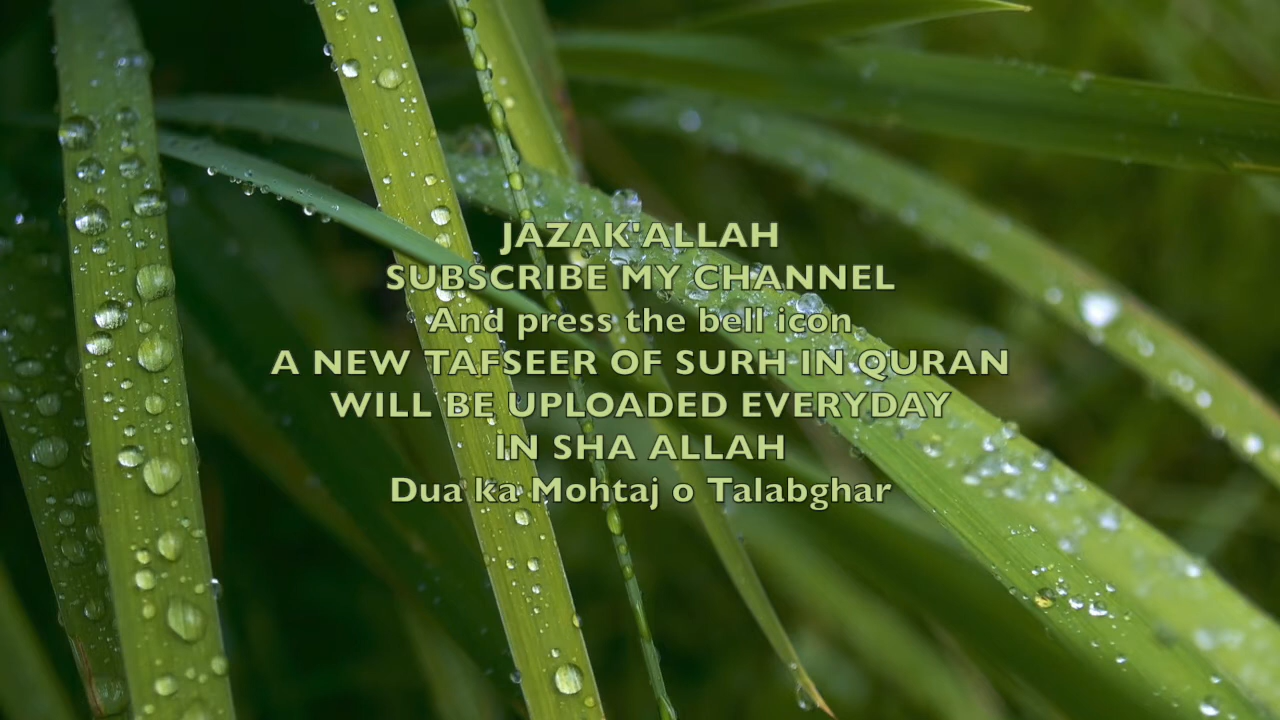 JAZAK'ALLAH
SUBSCRIBE MY CHANNEL
And press the bell icon
A NEW TAFSEER OF SURH IN QURAN
WILL BE UPLOADED EVERYDAY
IN SHA ALLAH
Dua ka Mohtaj o Talabghar